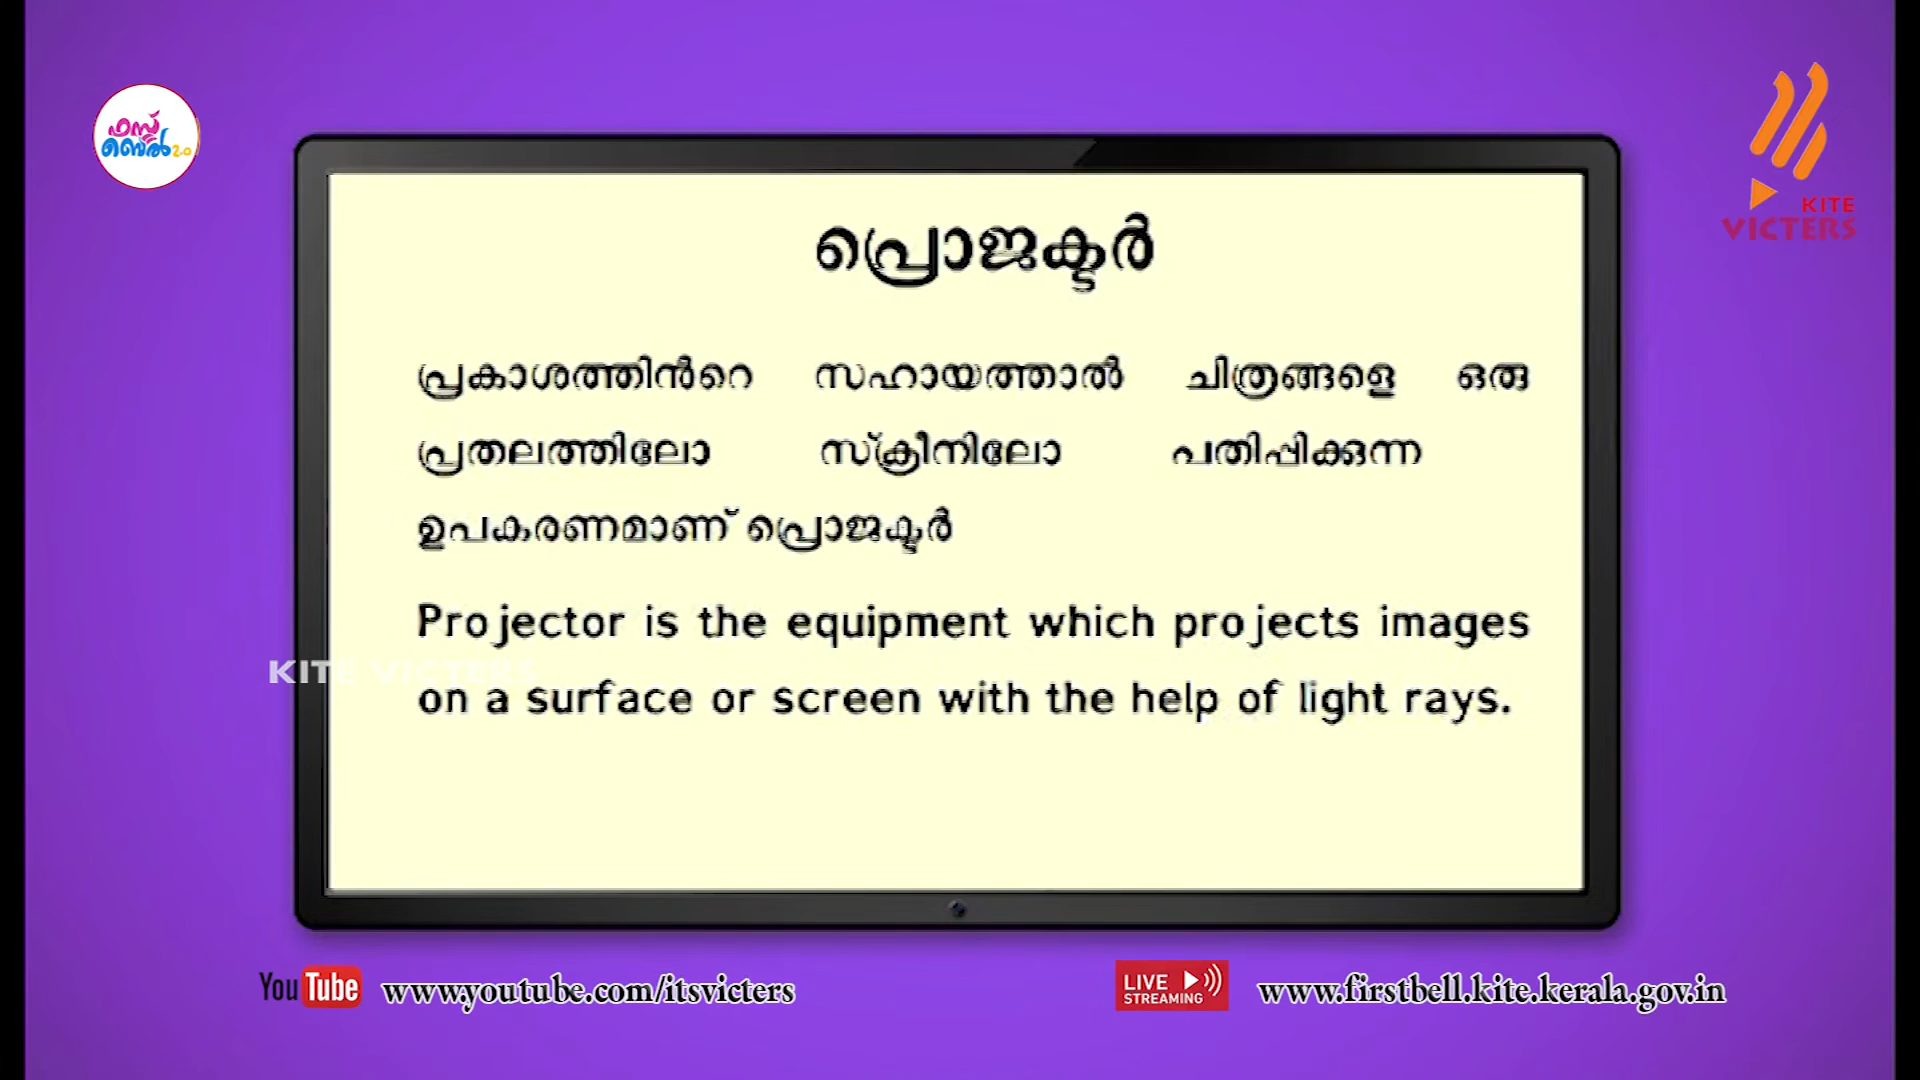 ഫസ്റ്റ്
ബെൽ 2.0
KITE
VICTERS
പ്രൊജക്ടർ
പ്രകാശത്തിൻറെ സഹായത്താൽ ചിത്രങ്ങളെ ഒരു
പ്രതലത്തിലോ സ്ക്രീനിലോ പതിപ്പിക്കുന്ന
ഉപകരണമാണ് പ്രൊജക്ടർ
Projector is the equipment which projects images
KITE VICTERS
on a surface or screen with the help of light rays.
YouTube www.youtube.com/itsvicters
LIVE STREAMING www.firstbell.kite.kerala.gov.in